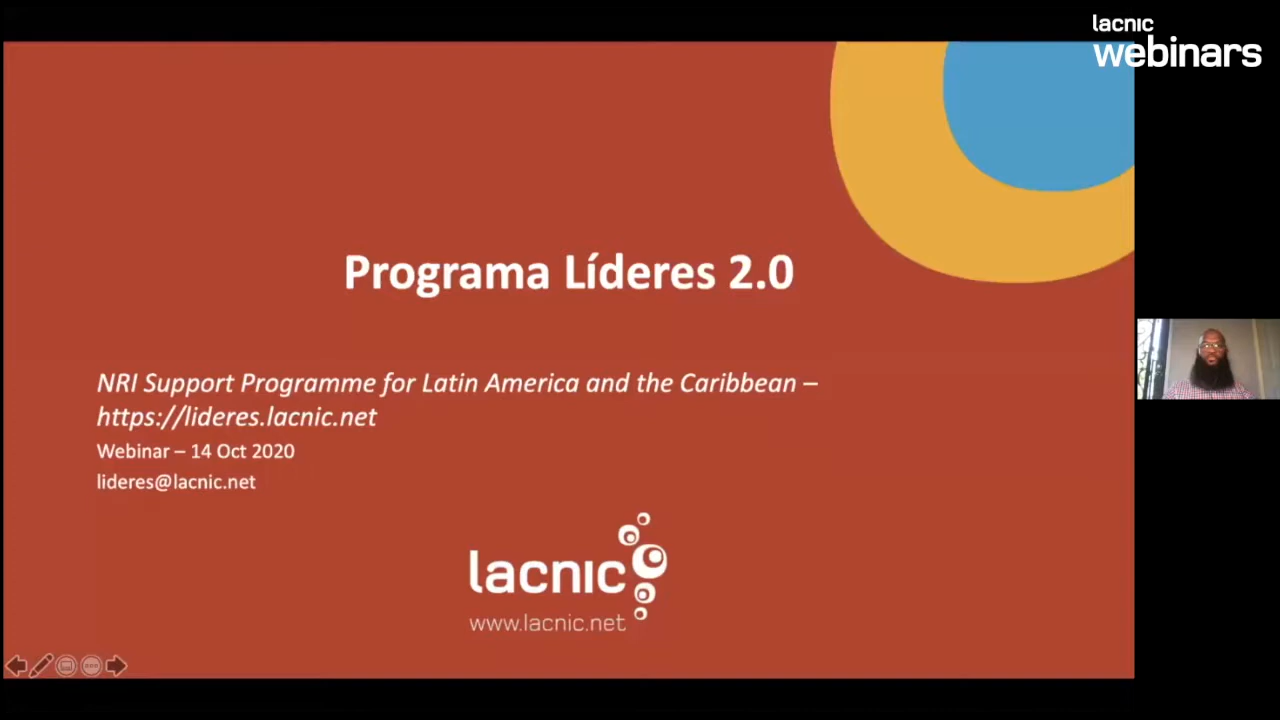 lacnic
webinars
Programa Líderes 2.0
NRI Support Programme for Latin America and the Caribbean –
https://lideres.lacnic.net
Webinar – 14 Oct 2020
lideres@lacnic.net
lacnic
www.lacnic.net